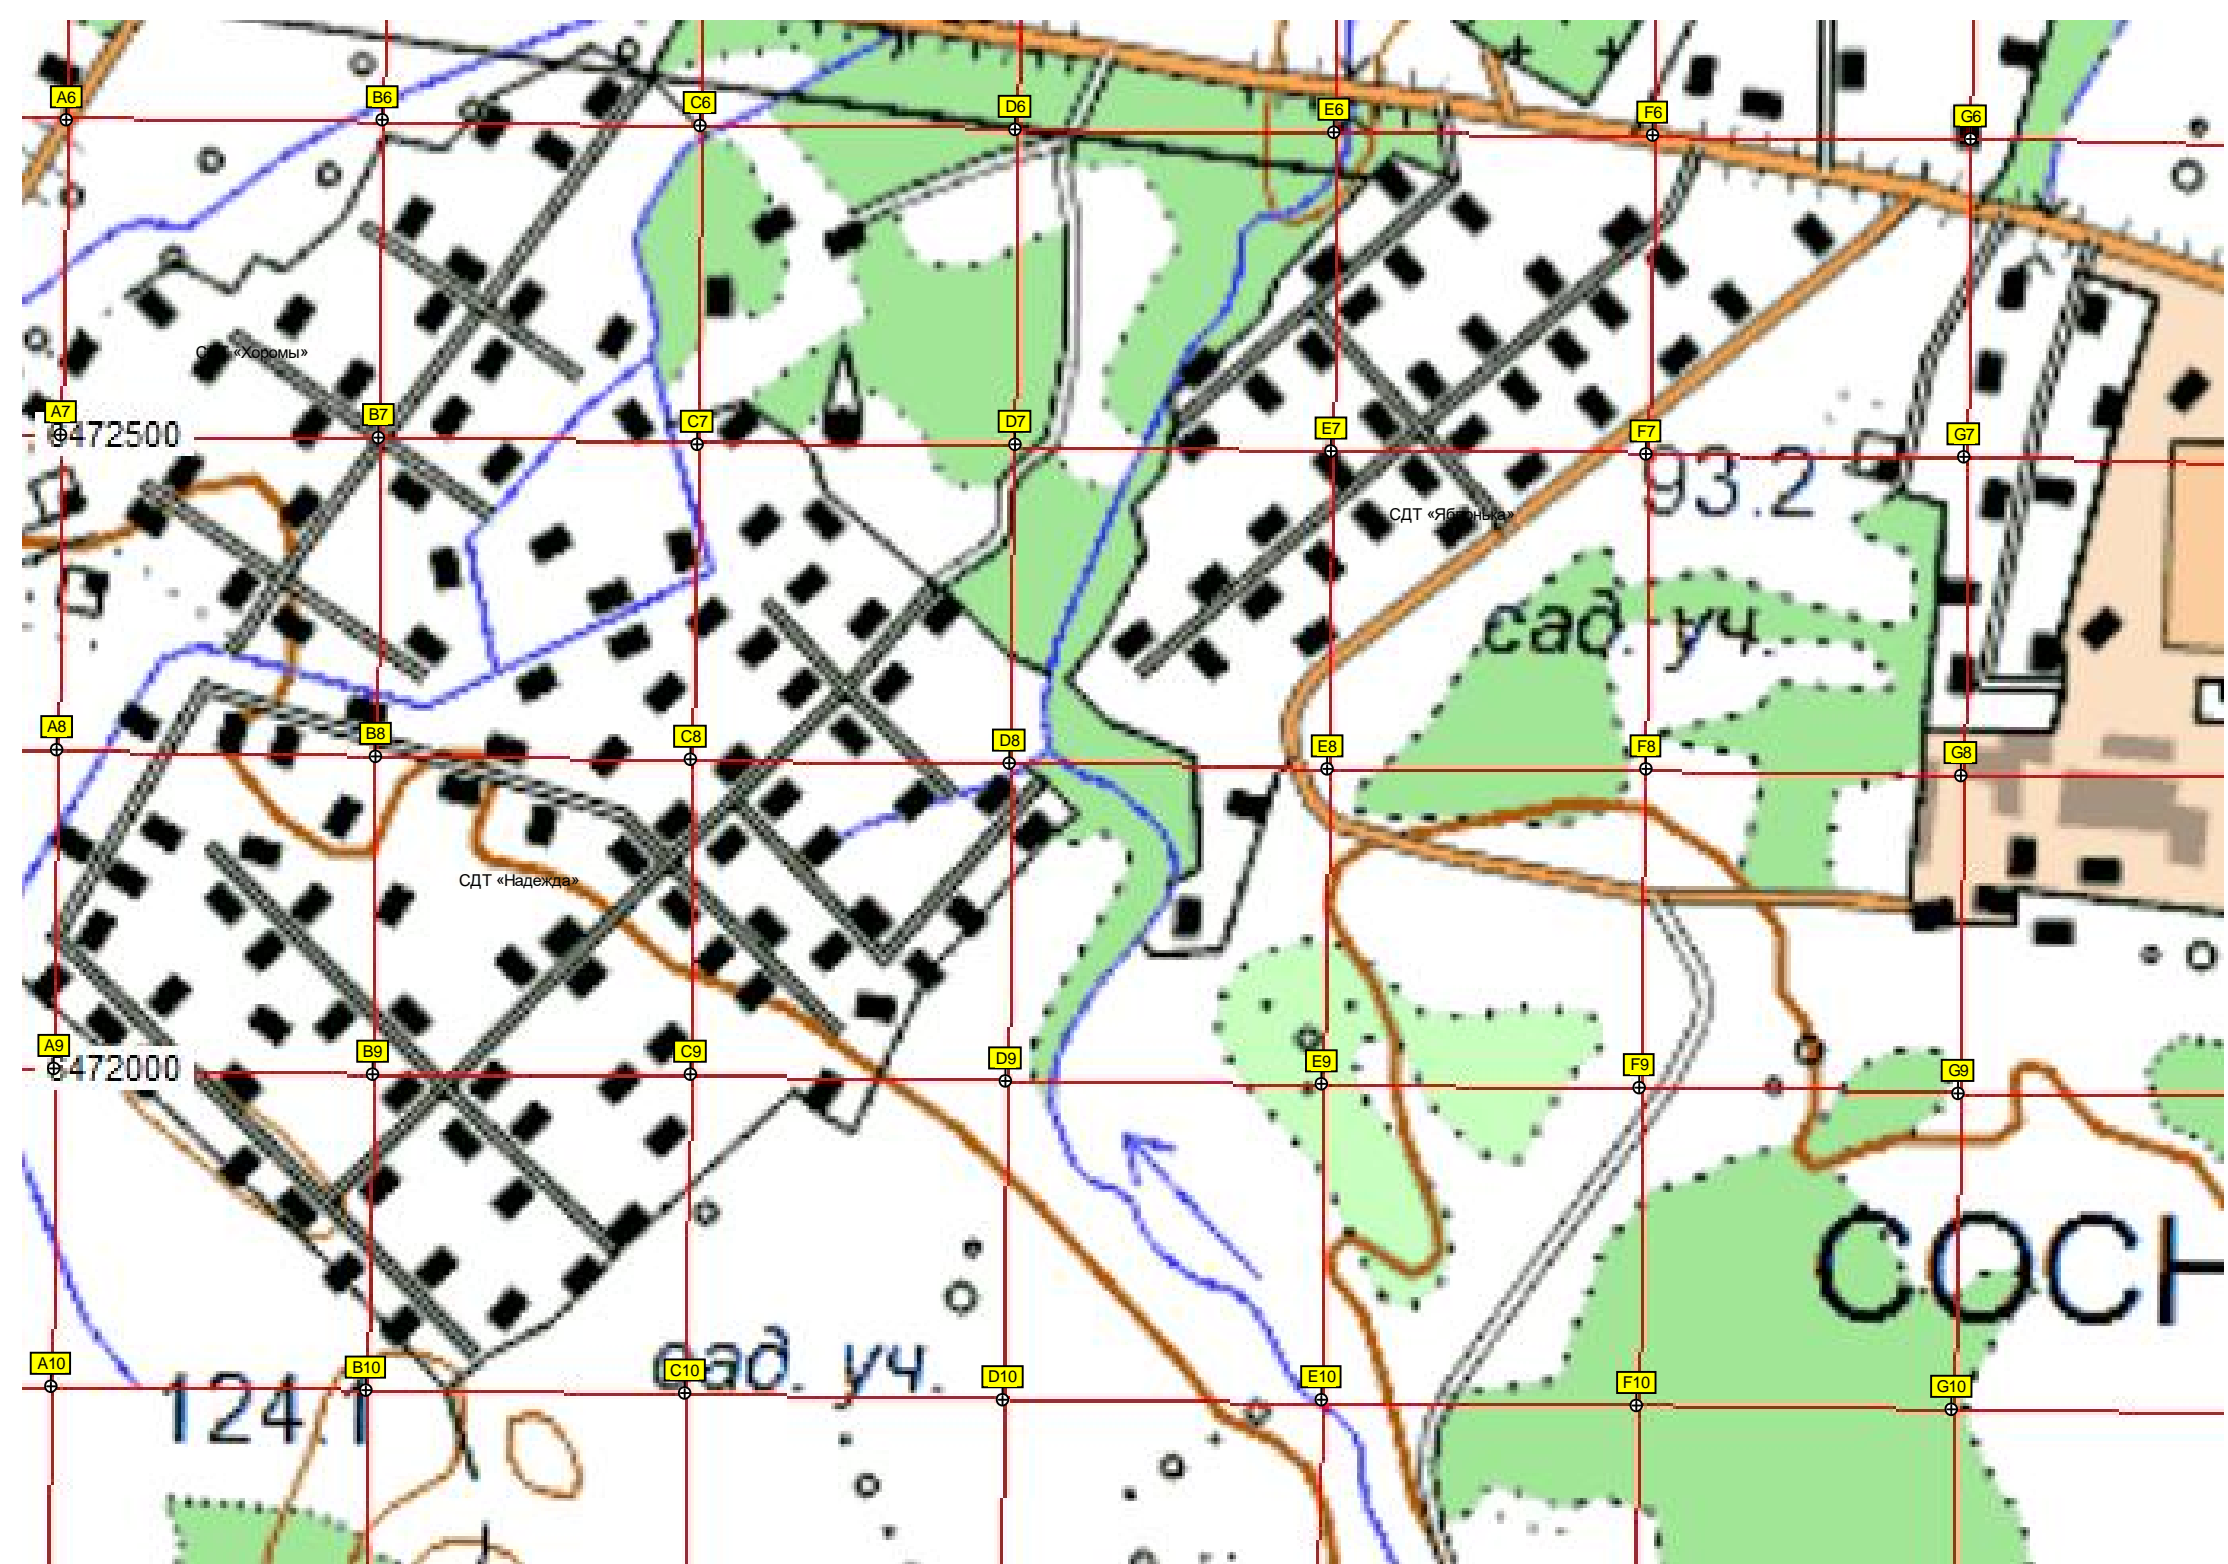 A6 B6 C6 D6 E6 F6 G6
СДТ «Хоромы»
A7 B7 C7 D7 E7 F7 G7
6472500
93.2
СДТ «Яблонька»
сад. уч.
A8 B8 C8 D8 E8 F8 G8
СДТ «Надежда»
A9 B9 C9 D9 E9 F9 G9
6472000
СОСН
A10 B10 C10 D10 E10 F10 G10
сад. уч.
124.1